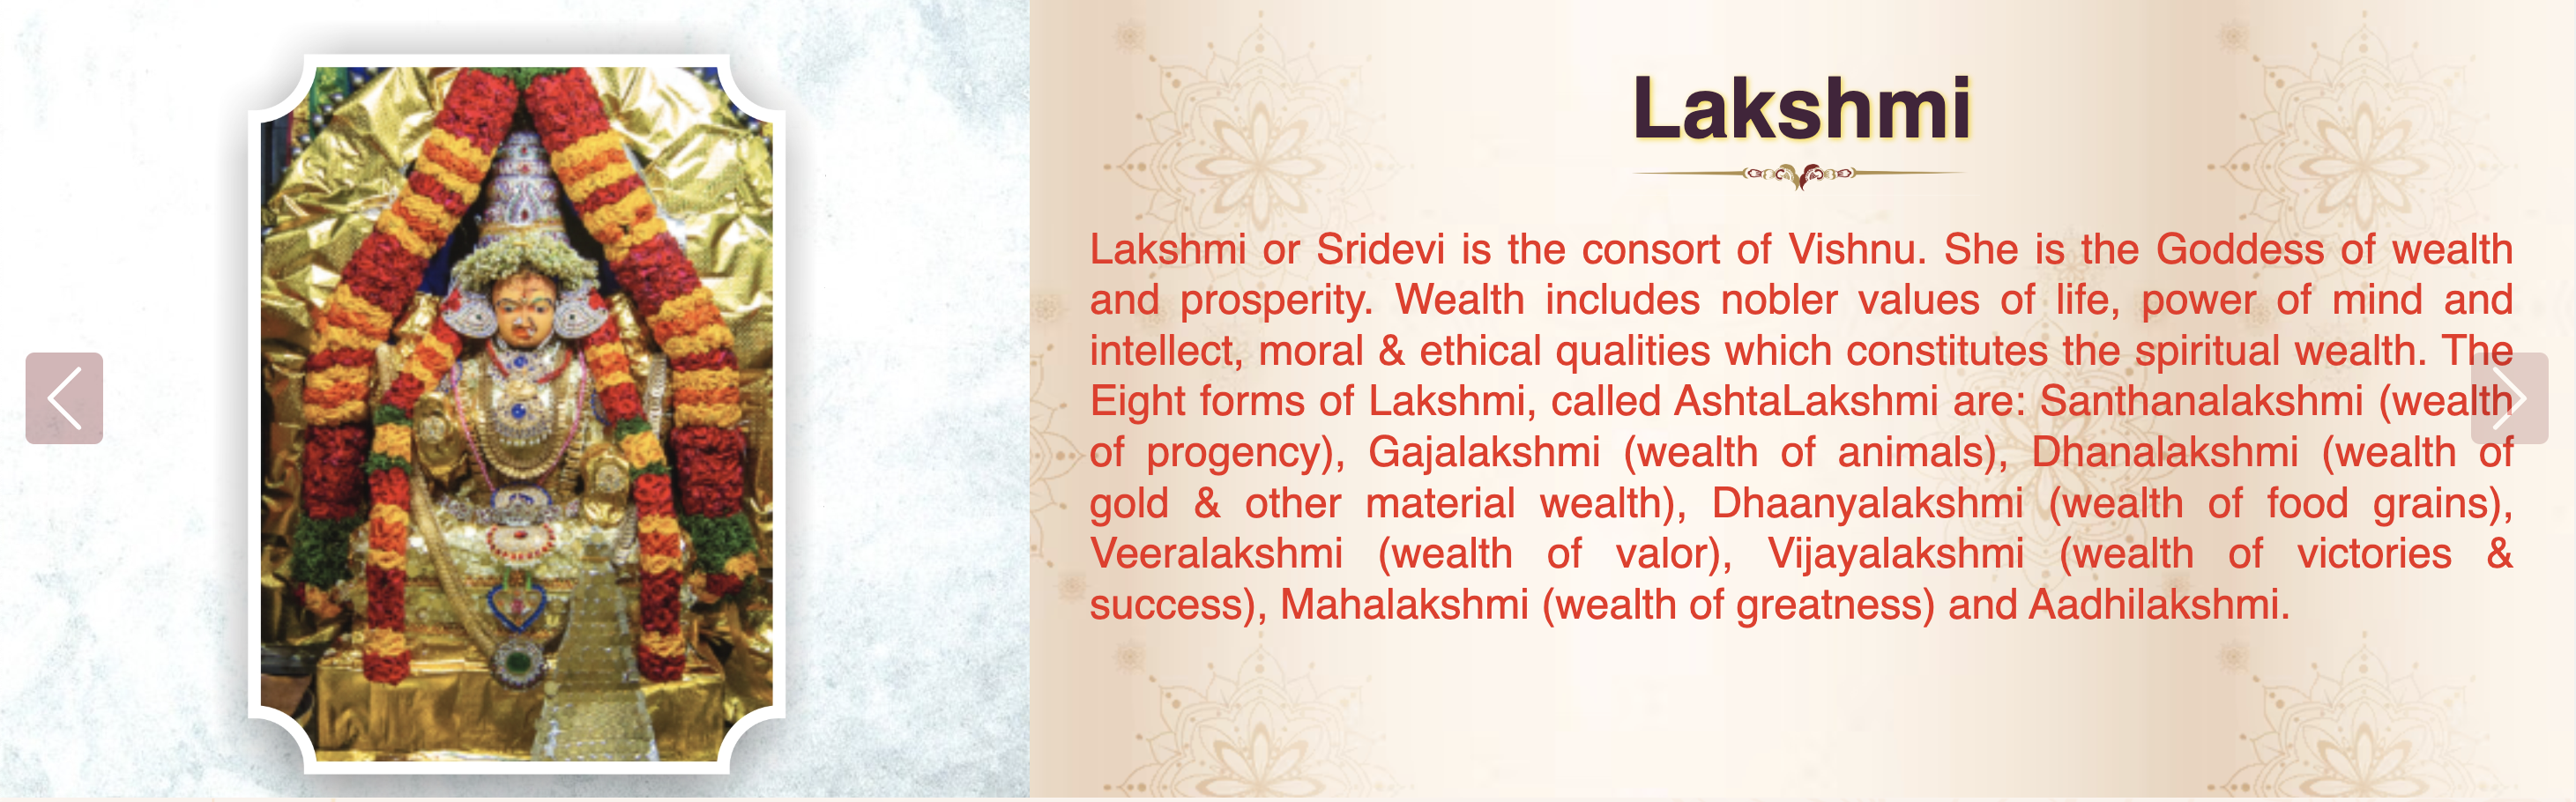 Lakshmi
Lakshmi or Sridevi is the consort of Vishnu. She is the Goddess of wealth
and prosperity. Wealth includes nobler values of life, power of mind and
intellect, moral & ethical qualities which constitutes the spiritual wealth. The
Eight forms of Lakshmi, called AshtaLakshmi are: Santhanalakshmi (wealth
of progency), Gajalakshmi (wealth of animals), Dhanalakshmi (wealth of
gold & other material wealth), Dhaanyalakshmi (wealth of food grains),
Veeralakshmi (wealth of valor), Vijayalakshmi (wealth of victories &
success), Mahalakshmi (wealth of greatness) and Aadhilakshmi.